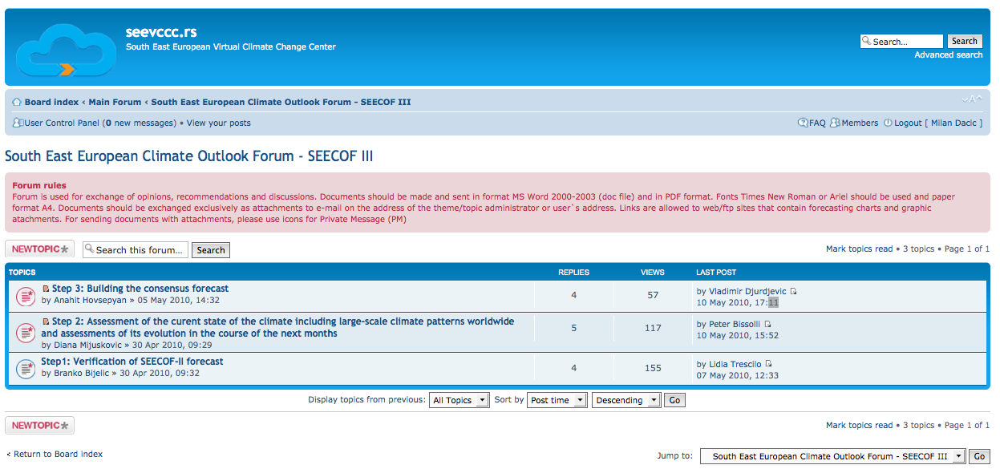 seevccc.rs
South East European Virtual Climate Change Center
Search...
Search
Advanced search
Board index ‹ Main Forum ‹ South East European Climate Outlook Forum - SEECOF III
A
User Control Panel (0 new messages) • View your posts
FAQ Members Logout [ Milan Dacic ]
South East European Climate Outlook Forum - SEECOF III
Forum rules
Forum is used for exchange of opinions, recommendations and discussions. Documents should be made and sent in format MS Word 2000-2003 (doc file) and in PDF format. Fonts Times New Roman or Ariel should be used and paper
format A4. Documents should be exchanged exclusively as attachments to e-mail on the address of the theme/topic administrator or user`s address. Links are allowed to web/ftp sites that contain forecasting charts and graphic
atachments. For sending documents with attachments, please use icons for Private Message (PM)
NEWTOPIC* Search this forum... Search
Mark topics read • 3 topics • Page 1 of 1
TOPICS REPLIES VIEWS LAST POST
Step 3: Building the consensus forecast
by Anahit Hovsepyan » 05 May 2010, 14:32
4
57
by Vladimir Djurdjevic
10 May 2010, 17:11
Step 2: Assessment of the curent state of the climate including large-scale climate patterns worldwide
and assessments of its evolution in the course of the next months
by Diana Mijuskovic » 30 Apr 2010, 09:29
5
117
by Peter Bissolli
10 May 2010, 15:52
Step1: Verification of SEECOF-II forecast
by Branko Bijelic » 30 Apr 2010, 09:32
4
155
by Lidia Trescilo
07 May 2010, 12:33
Display topics from previous: All Topics Sort by Post time Descending Go
NEWTOPIC*
Mark topics read • 3 topics • Page 1 of 1
‹ Return to Board index
Jump to: South East European Climate Outlook Forum - SEECOF III Go